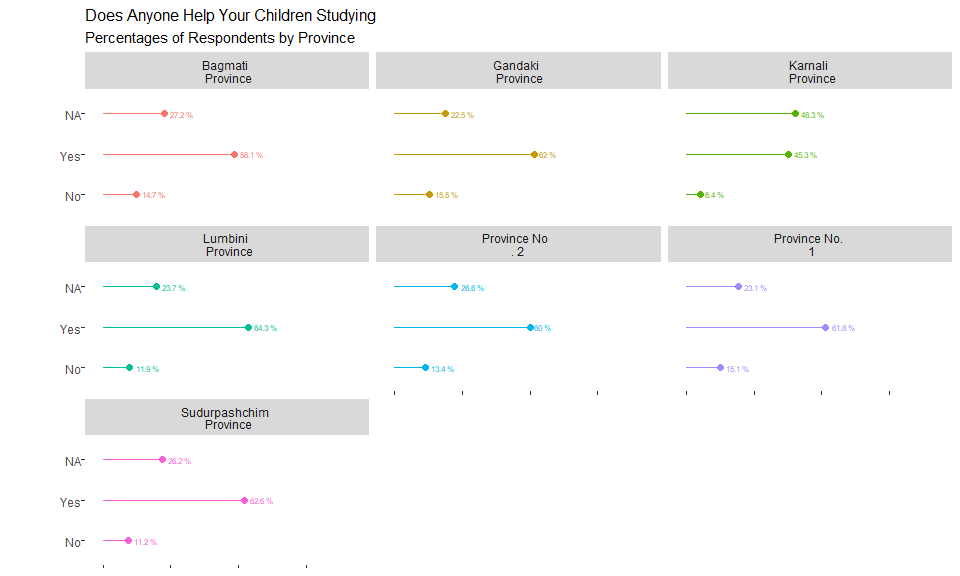 Does Anyone Help Your Children Studying
Percentages of Respondents by Province
Bagmati
Province
Gandaki
Province
Karnali
Province
NA
27.2 %
22.5 %
48.3 %
Yes
58.1 %
62 %
45.3 %
No
14.7 %
15.5 %
6.4 %
Lumbini
Province
Province No
. 2
Province No.
1
NA
23.7 %
26.6 %
23.1 %
Yes
64.3 %
60 %
61.8 %
No
11.9 %
13.4 %
15.1 %
Sudurpashchim
Province
NA
26.2 %
Yes
62.6 %
No
11.2 %